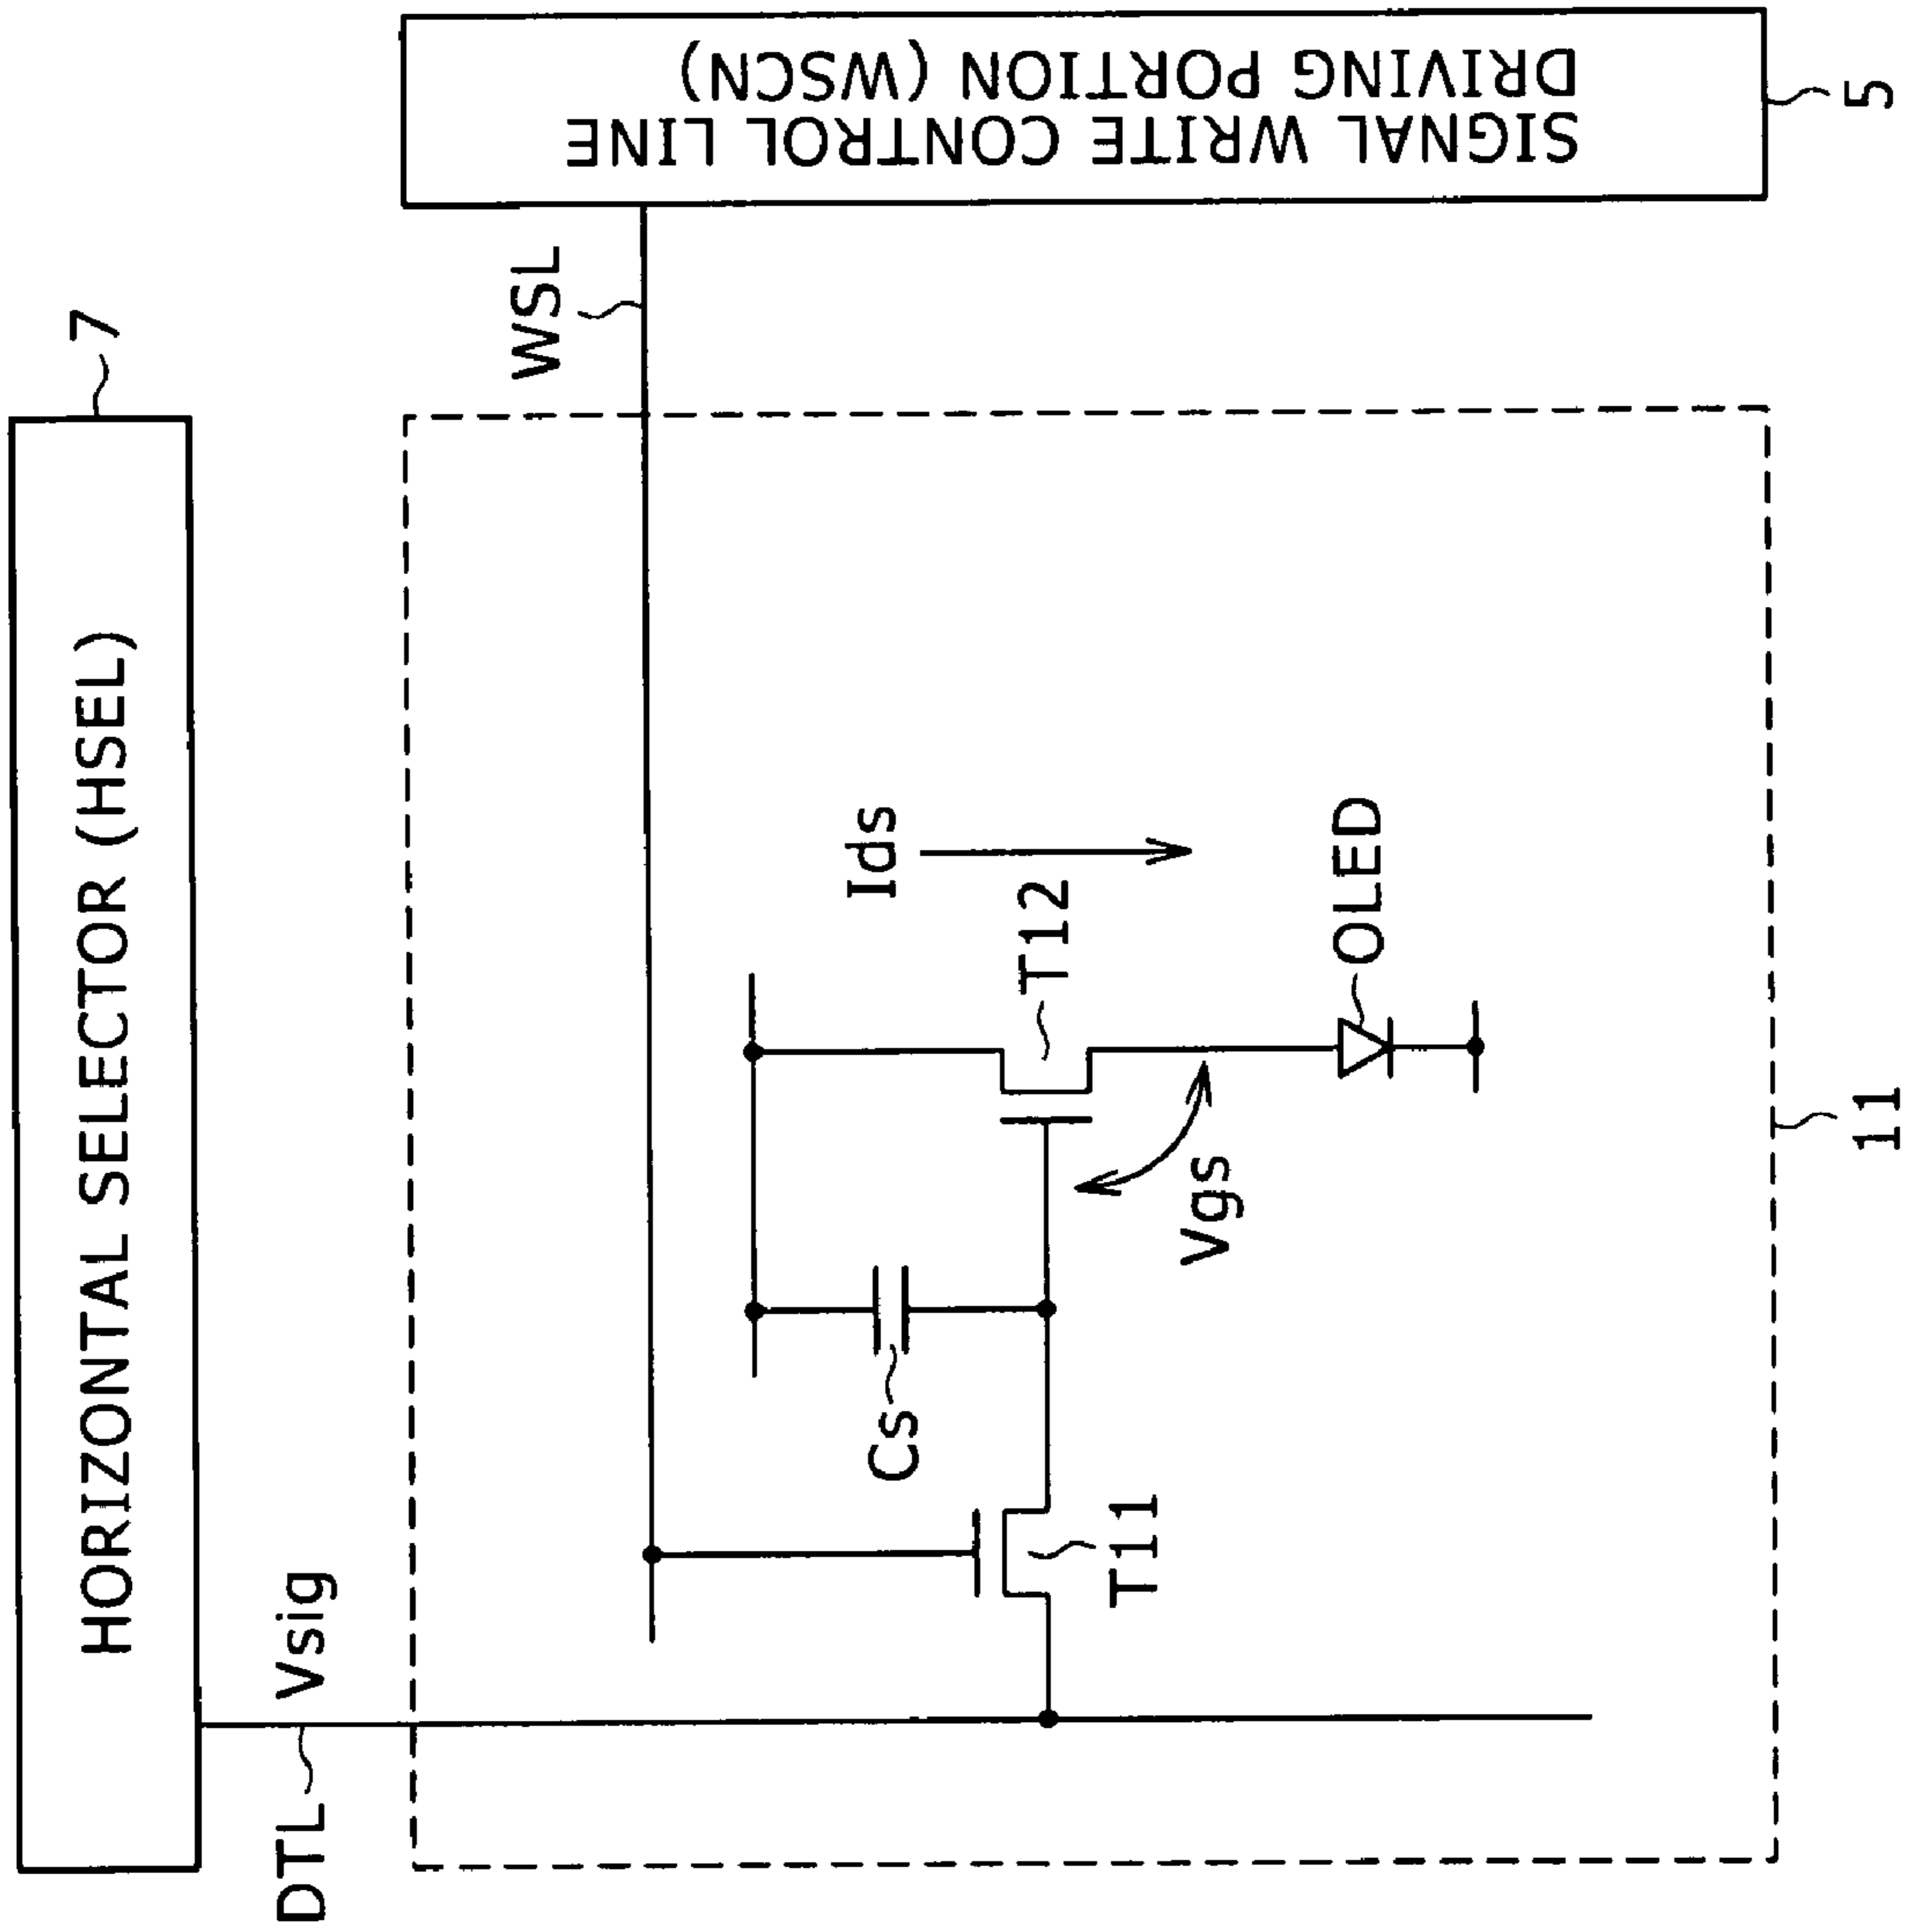 HORIZONTAL SELECTOR (HSEL)
7
DTL
Vsig
WSL
SIGNAL WRITE CONTROL LINE
DRIVING PORTION (WSCN)
5
Cs
Ids
T12
T11
Vgs
OLED
11